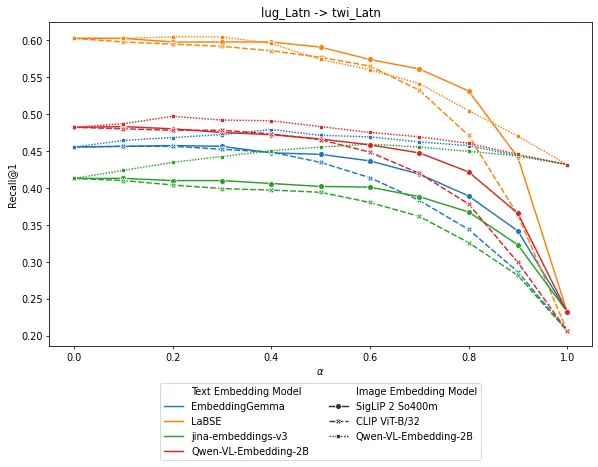 lug_Latn -> twi_Latn
Recall@1
0.60
0.55
0.50
0.45
0.40
0.35
0.30
0.25
0.20
0.0 0.2 0.4 0.6 0.8 1.0
α
Text Embedding Model
EmbeddingGemma
LaBSE
jina-embeddings-v3
Qwen-VL-Embedding-2B
Image Embedding Model
SigLIP 2 So400m
CLIP ViT-B/32
Qwen-VL-Embedding-2B